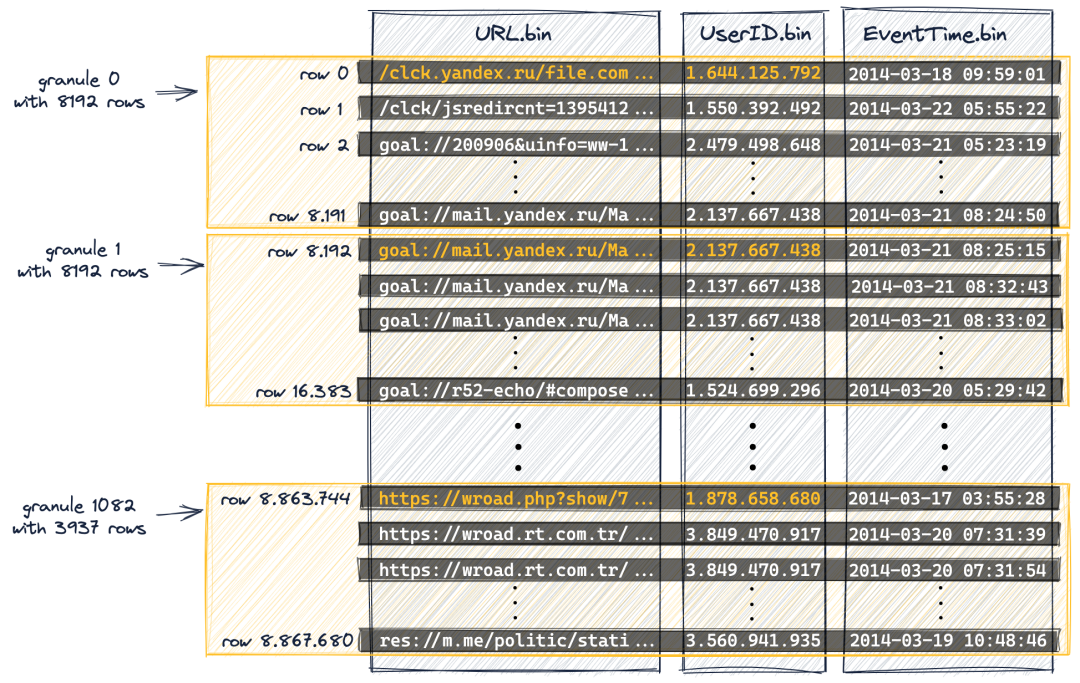 URL.bin UserID.bin EventTime.bin
granule 0
with 8192 rows
row 0 /clck.yandex.ru/file.com ... 1.644.125.792 2014-03-18 09:59:01
row 1 /clck/jsredircnt=1395412 ... 1.550.392.492 2014-03-22 05:55:22
row 2 goal://200906&uinfo=ww-1 ... 2.479.498.648 2014-03-21 05:23:19
row 8.191 goal://mail.yandex.ru/Ma ... 2.137.667.438 2014-03-21 08:24:50
granule 1
with 8192 rows
row 8.192 goal://mail.yandex.ru/Ma ... 2.137.667.438 2014-03-21 08:25:15
goal://mail.yandex.ru/Ma ... 2.137.667.438 2014-03-21 08:32:43
goal://mail.yandex.ru/Ma ... 2.137.667.438 2014-03-21 08:33:02
row 16.383 goal://r52-echo/#compose ... 1.524.699.296 2014-03-20 05:29:42
granule 1082
with 3937 rows
row 8.863.744 https://wroad.php?show/7 ... 1.878.658.680 2014-03-17 03:55:28
https://wroad.rt.com.tr/ ... 3.849.470.917 2014-03-20 07:31:39
https://wroad.rt.com.tr/ ... 3.849.470.917 2014-03-20 07:31:54
row 8.867.680 res://m.me/politic/stati ... 3.560.941.935 2014-03-19 10:48:46